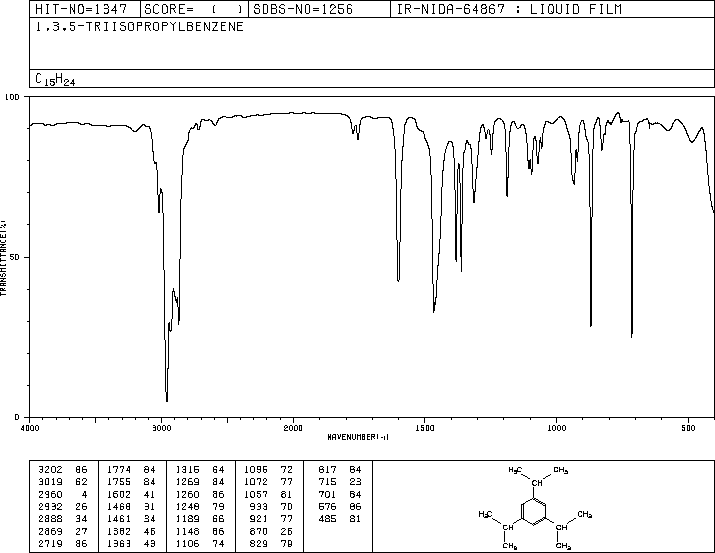 HIT-NO=1347 SCORE= ( ) SDBS-NO=1256 IR-NIDA-64867 : LIQUID FILM
1,3,5-TRIISOPROPYLBENZENE
C15H24
100
50
0
TRANSMITTANCE(%)
4000 3000 2000 1500 1000 500
WAVENUMBER(-1)
3202 86 1774 84 1316 64 1096 72 817 84
3019 62 1755 84 1269 84 1072 77 715 23
2960 4 1602 41 1260 86 1057 81 701 84
2932 26 1468 31 1248 79 933 70 676 86
2888 34 1461 34 1189 66 921 77 485 81
2869 27 1382 46 1148 86 870 26
2719 86 1363 43 1106 74 829 79
H3C CH3
CH
H3C CH CH CH3
CH3 CH3